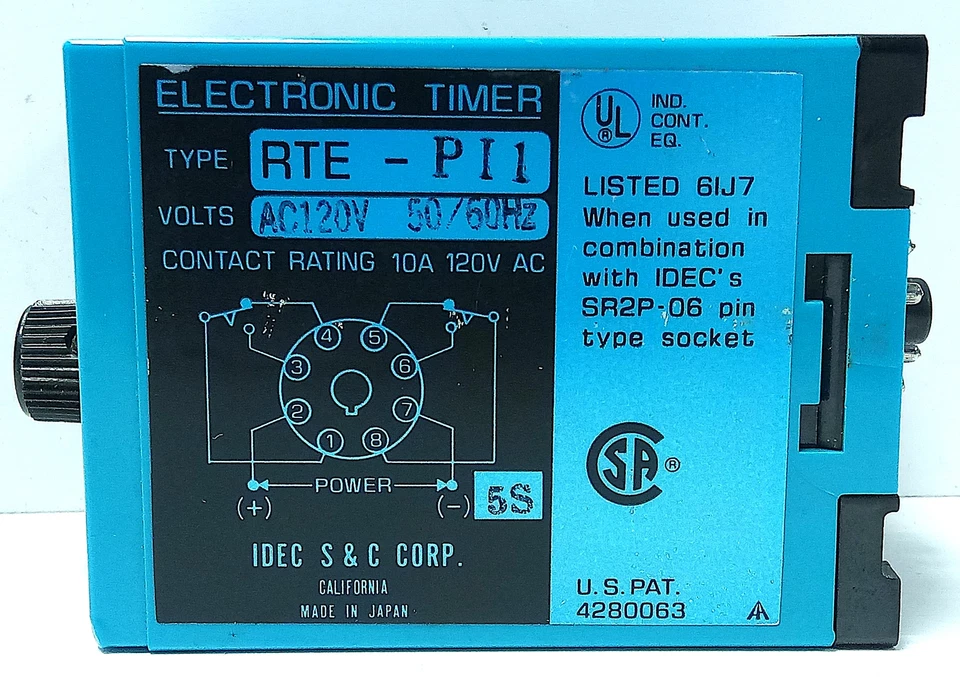 ELECTRONIC TIMER
TYPE RTE - PI1
VOLTS AC120V 50/60Hz
CONTACT RATING 10A 120V AC
4 5
3 6
2 7
1 8
POWER
(+) (-) 5S
IDEC S & C CORP.
CALIFORNIA
MADE IN JAPAN
UL ® IND.
CONT.
EQ.
LISTED 6IJ7
When used in
combination
with IDEC's
SR2P-06 pin
type socket
SA ®
U.S. PAT.
4280063